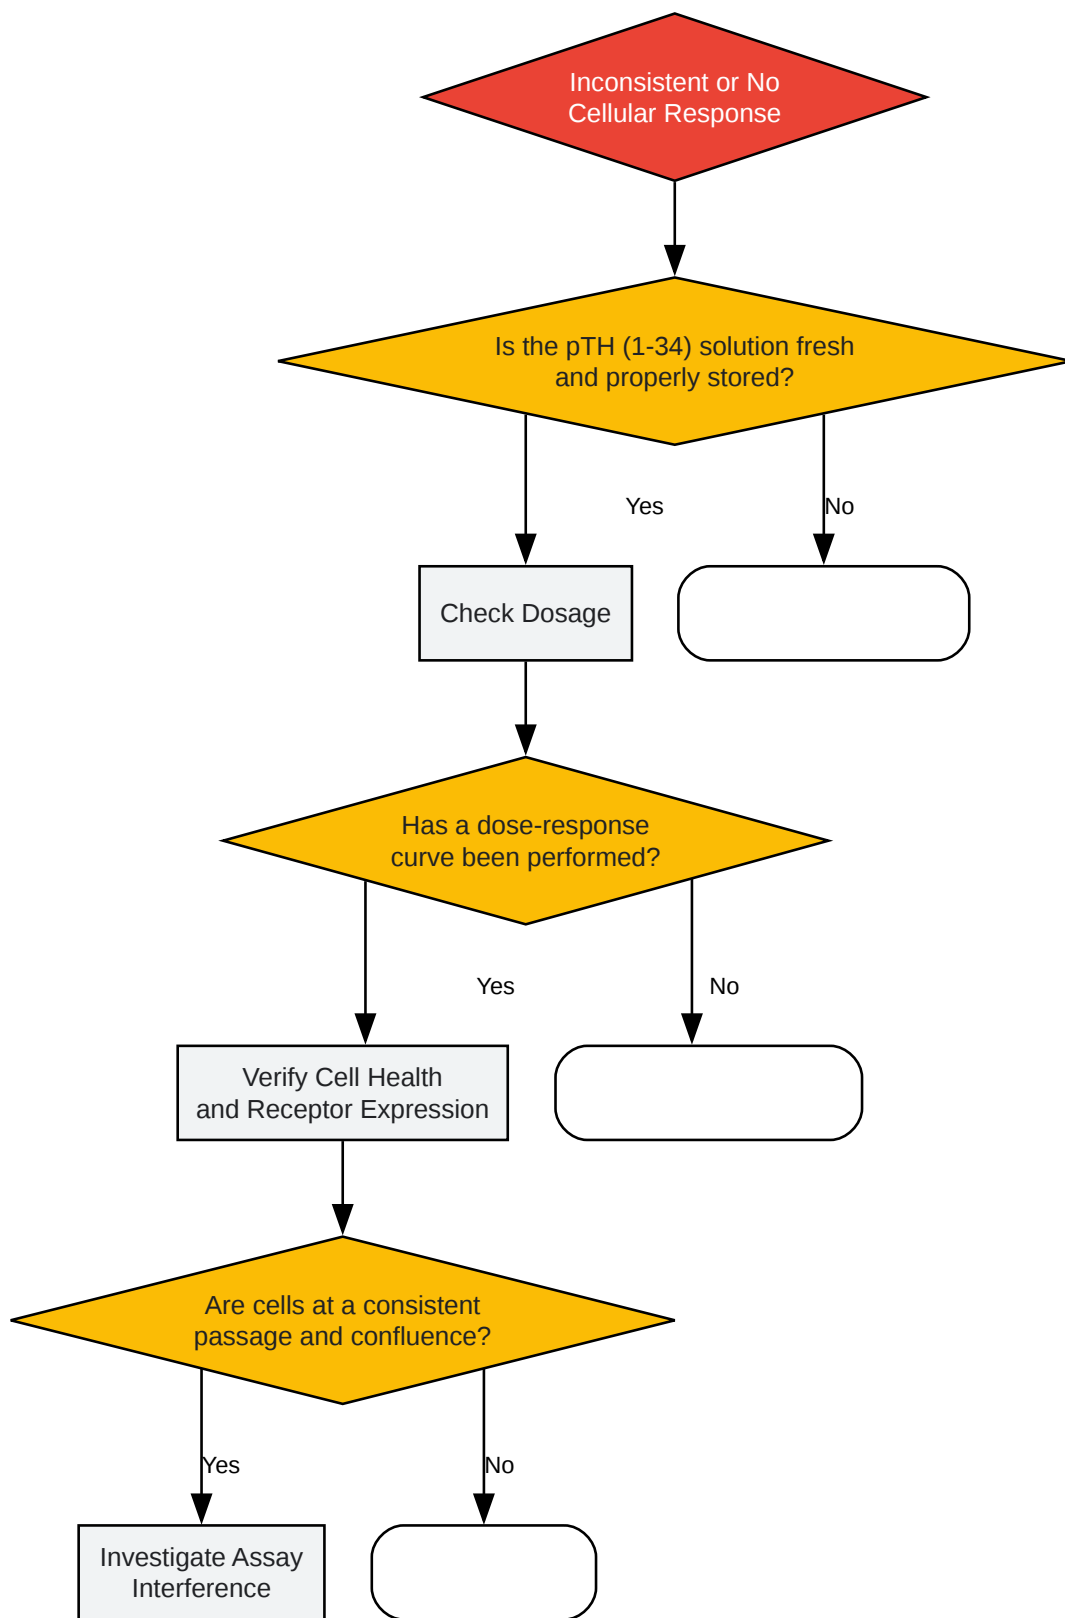 Inconsistent or No
Cellular Response
Is the pTH (1-34) solution fresh
and properly stored?
Yes
No
Check Dosage
Has a dose-response
curve been performed?
Yes
No
Verify Cell Health
and Receptor Expression
Are cells at a consistent
passage and confluence?
Yes
No
Investigate Assay
Interference